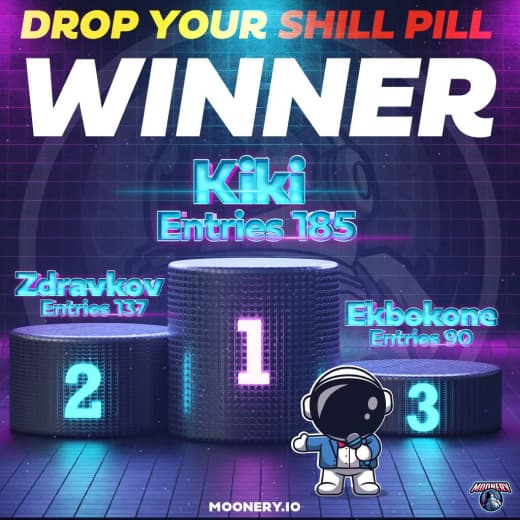 DROP YOUR SHILL PILL
WINNER
Kiki
Entries 185
Zdravkov
Entries 137
Ekbokone
Entries 90
1
2
3
MOONERY.IO
MOONERY